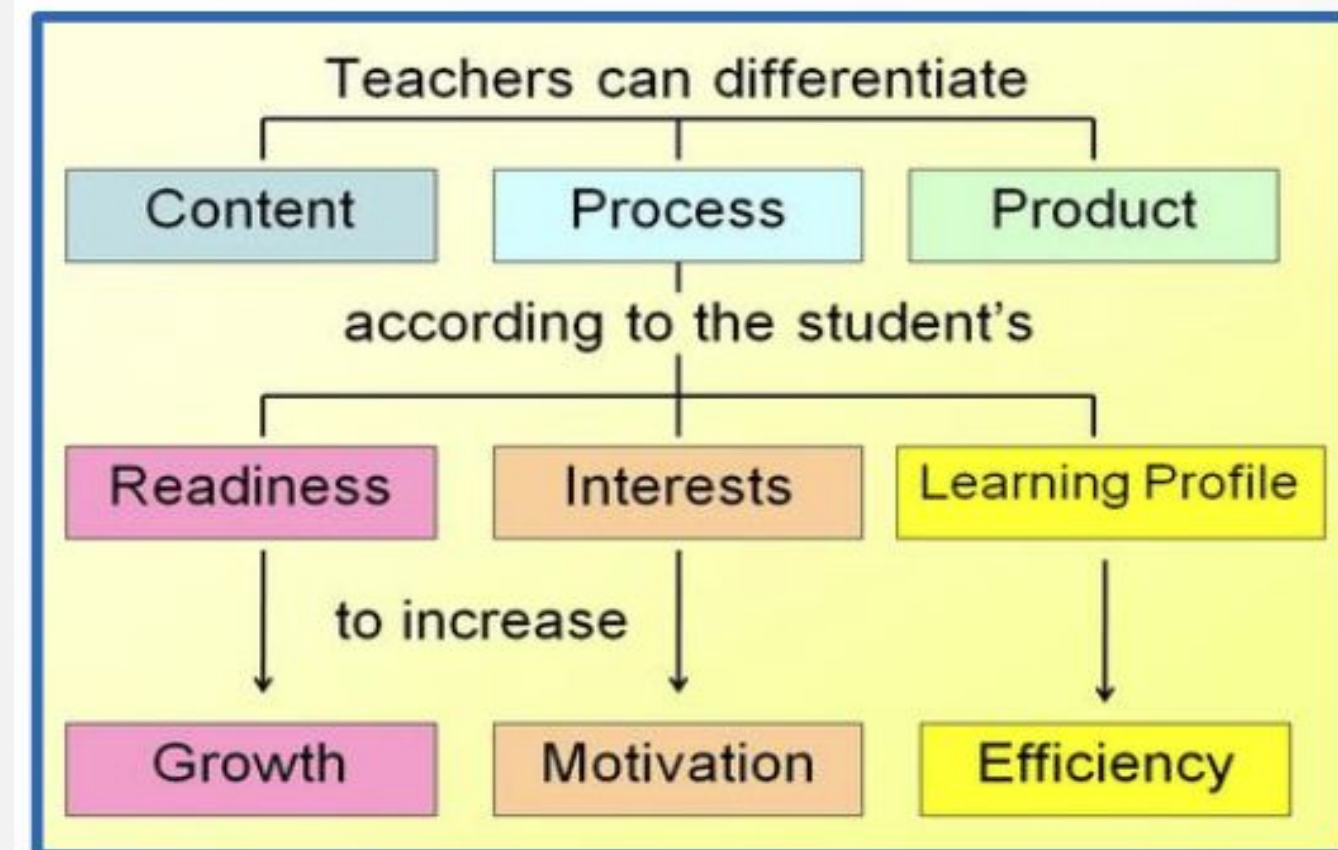 Teachers can differentiate
Content Process Product
according to the student's
Readiness Interests Learning Profile
to increase
Growth Motivation Efficiency